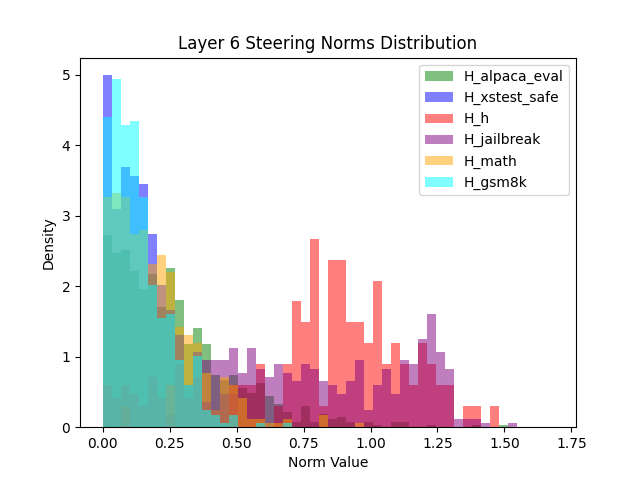 Layer 6 Steering Norms Distribution
H_alpaca_eval
H_xstest_safe
H_h
H_jailbreak
H_math
H_gsm8k
Density
5
4
3
2
1
0
0.00 0.25 0.50 0.75 1.00 1.25 1.50 1.75
Norm Value